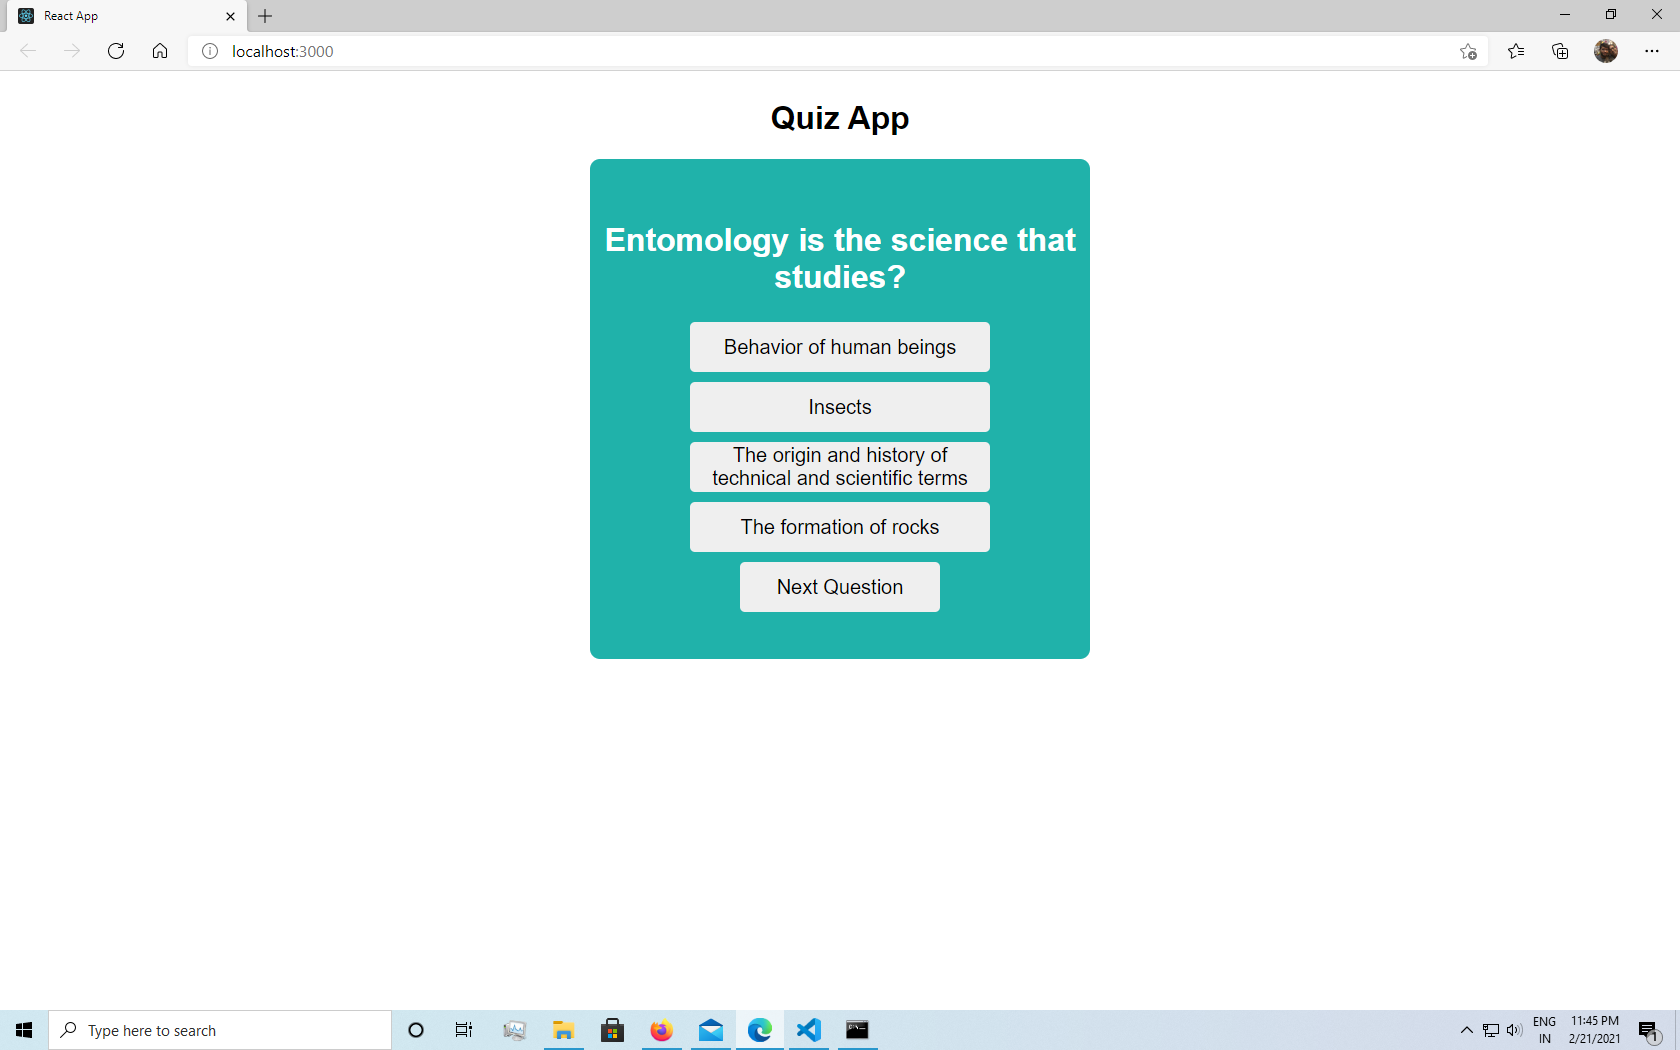 React App
localhost:3000
Quiz App
Entomology is the science that
studies?
Behavior of human beings
Insects
The origin and history of
technical and scientific terms
The formation of rocks
Next Question
Type here to search
ENG
IN
11:45 PM
2/21/2021
1